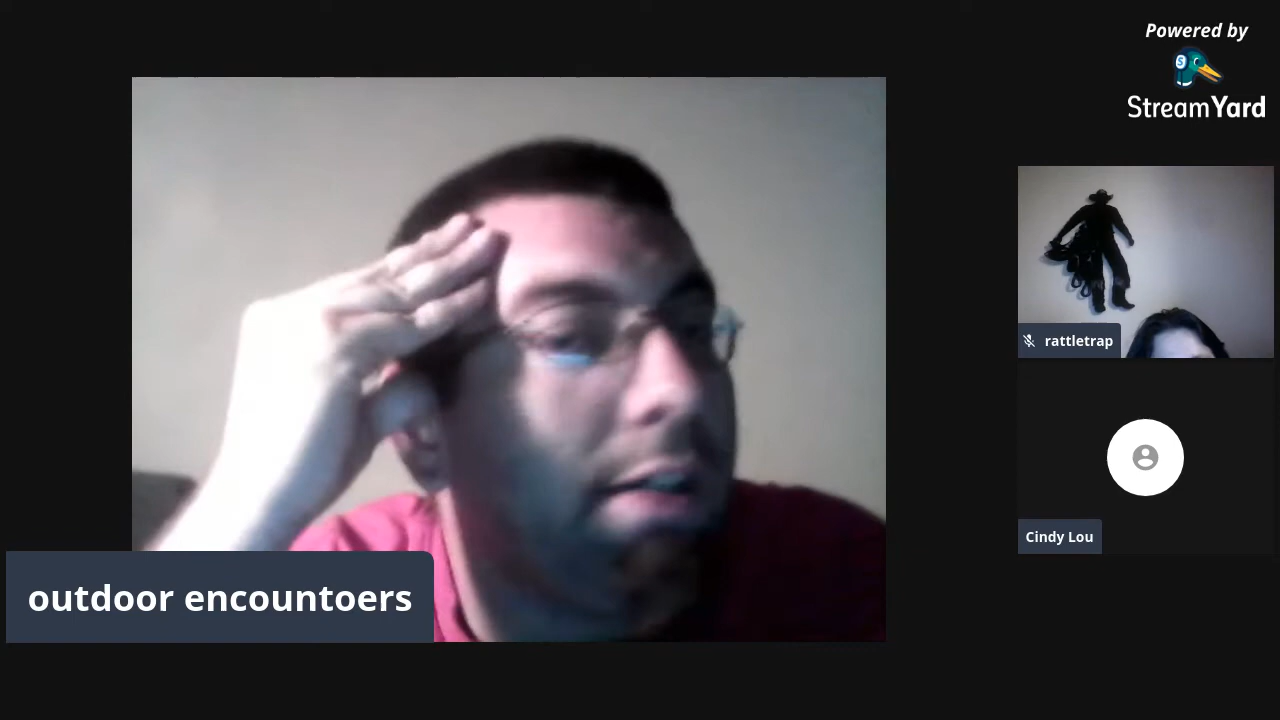 Powered by
StreamYard
rattletrap
Cindy Lou
outdoor encountoers